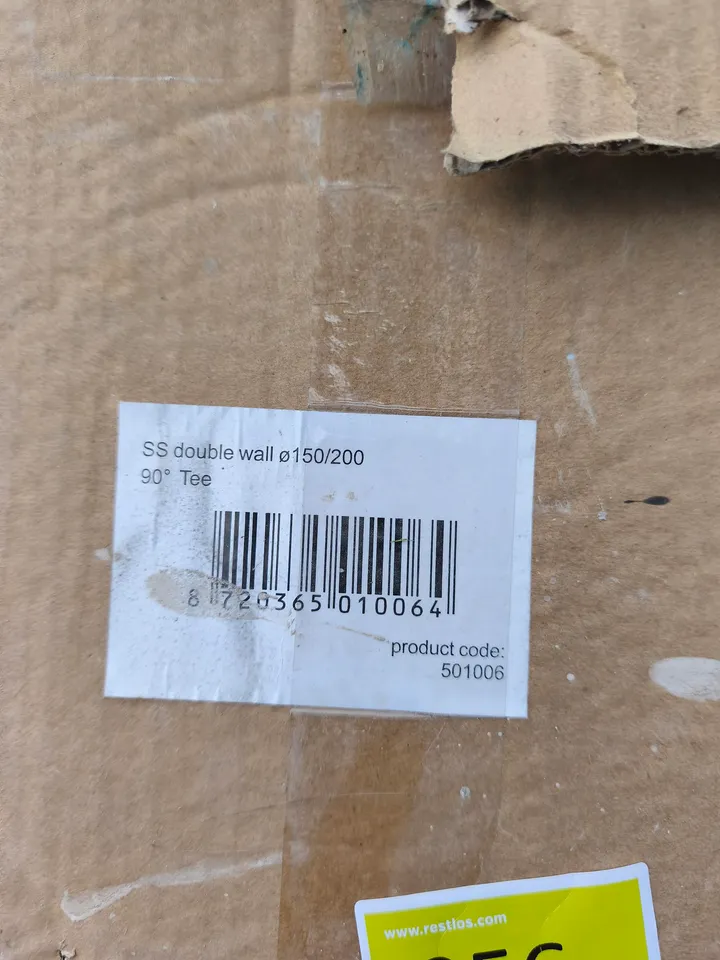 SS double wall ø150/200
90° Tee
8 720365 010064
product code:
501006
www.restlos.com